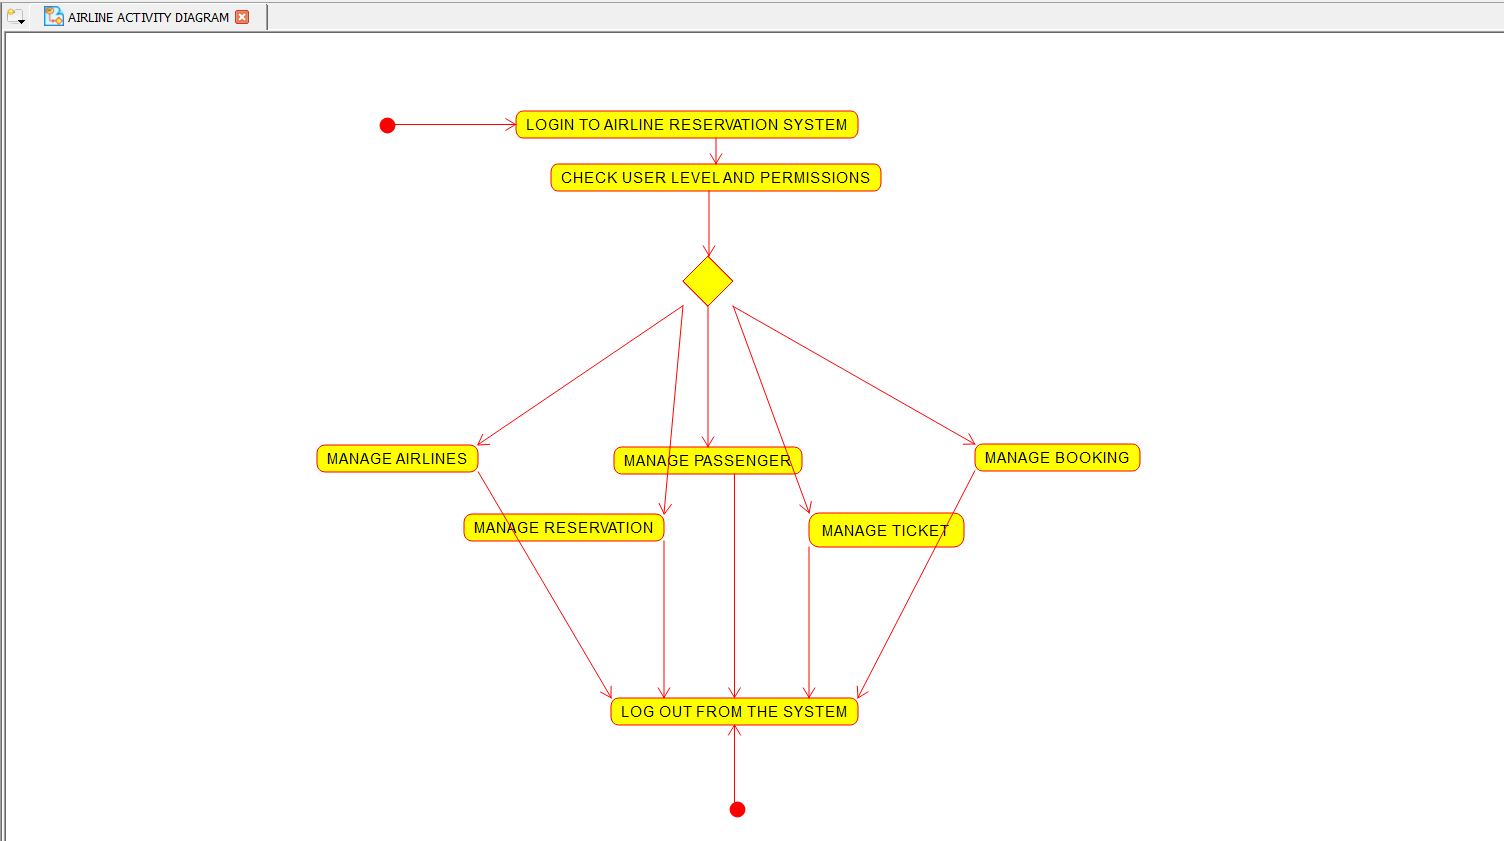 AIRLINE ACTIVITY DIAGRAM
LOGIN TO AIRLINE RESERVATION SYSTEM
CHECK USER LEVEL AND PERMISSIONS
MANAGE AIRLINES
MANAGE PASSENGER
MANAGE BOOKING
MANAGE RESERVATION
MANAGE TICKET
LOG OUT FROM THE SYSTEM